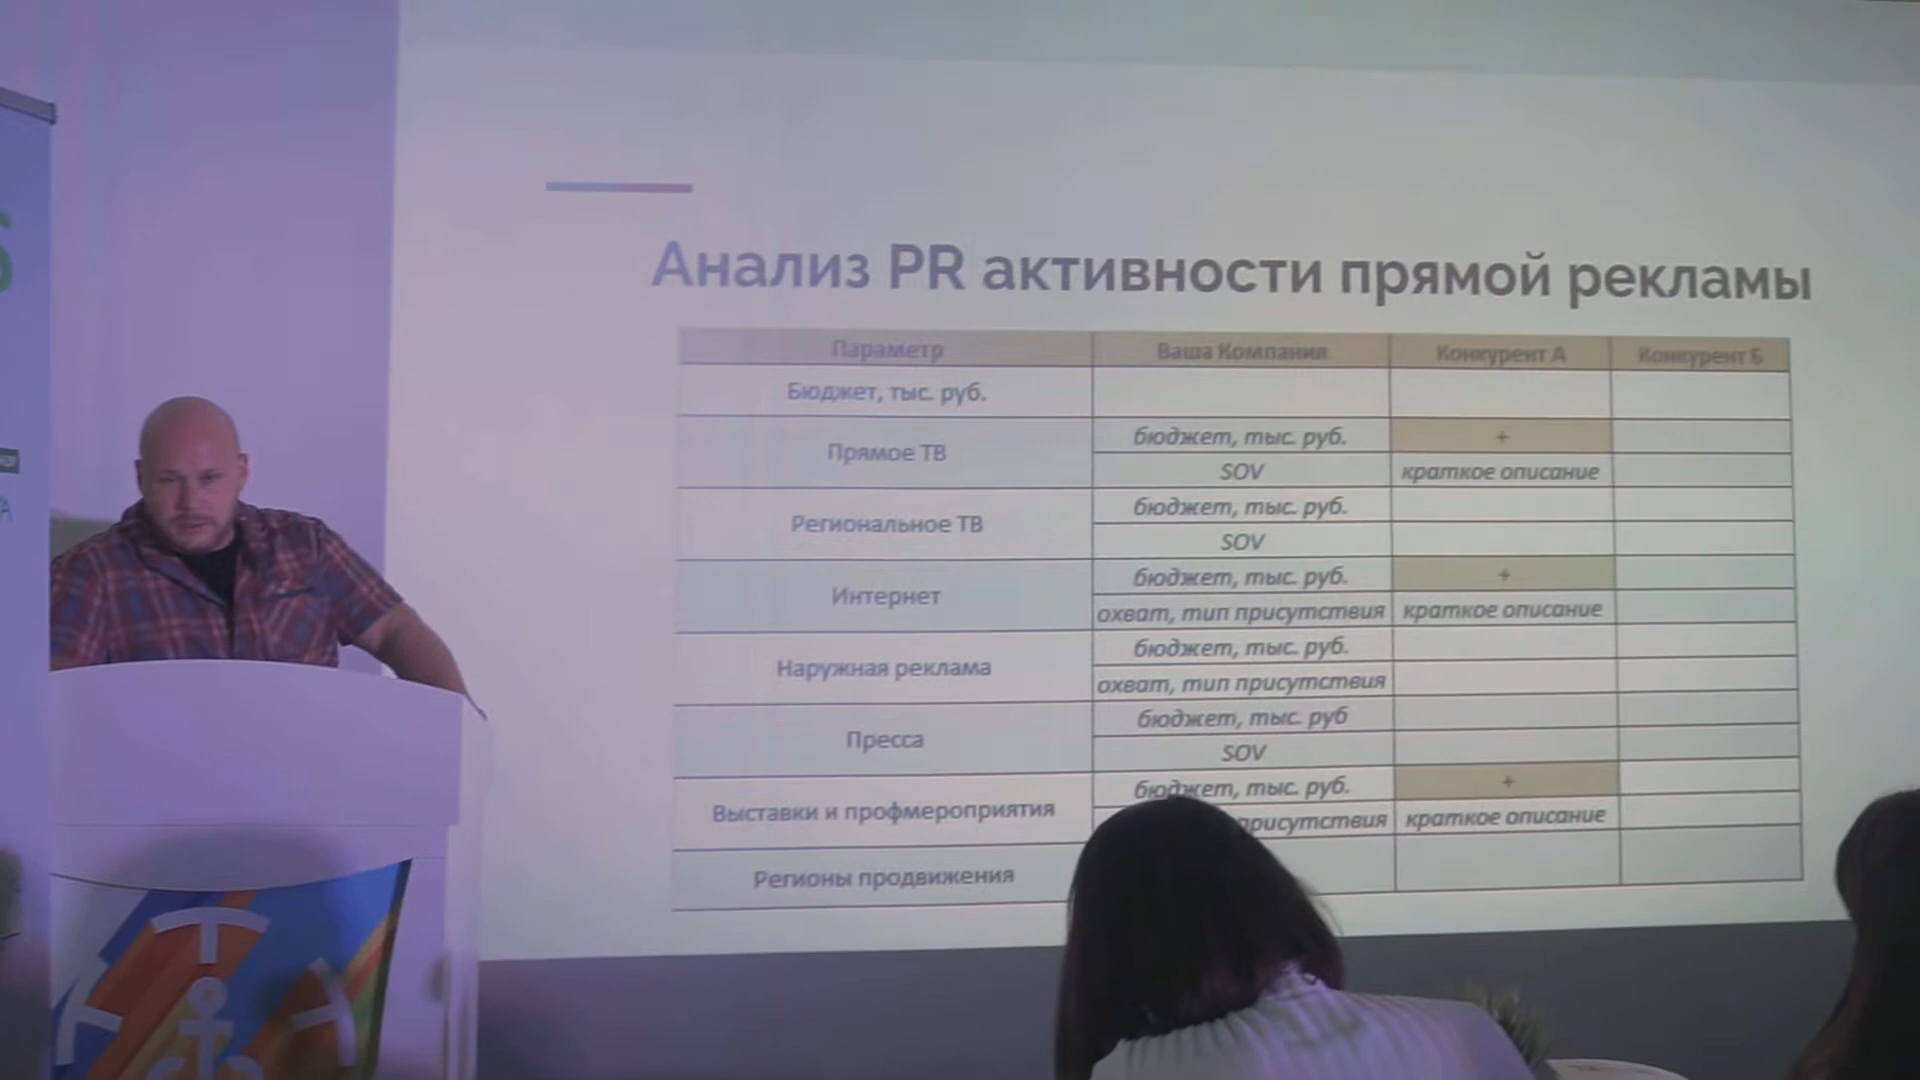 Анализ PR активности прямой рекламы
Параметр Ваша Компания Конкурент А Конкурент Б
Бюджет, тыс. руб.
Прямое ТВ
бюджет, тыс. руб. +
SOV краткое описание
Региональное ТВ
бюджет, тыс. руб.
SOV
Интернет
бюджет, тыс. руб. +
охват, тип присутствия краткое описание
Наружная реклама
бюджет, тыс. руб.
охват, тип присутствия
Пресса
бюджет, тыс. руб
SOV
Выставки и профмероприятия
бюджет, тыс. руб. +
присутствия краткое описание
Регионы продвижения